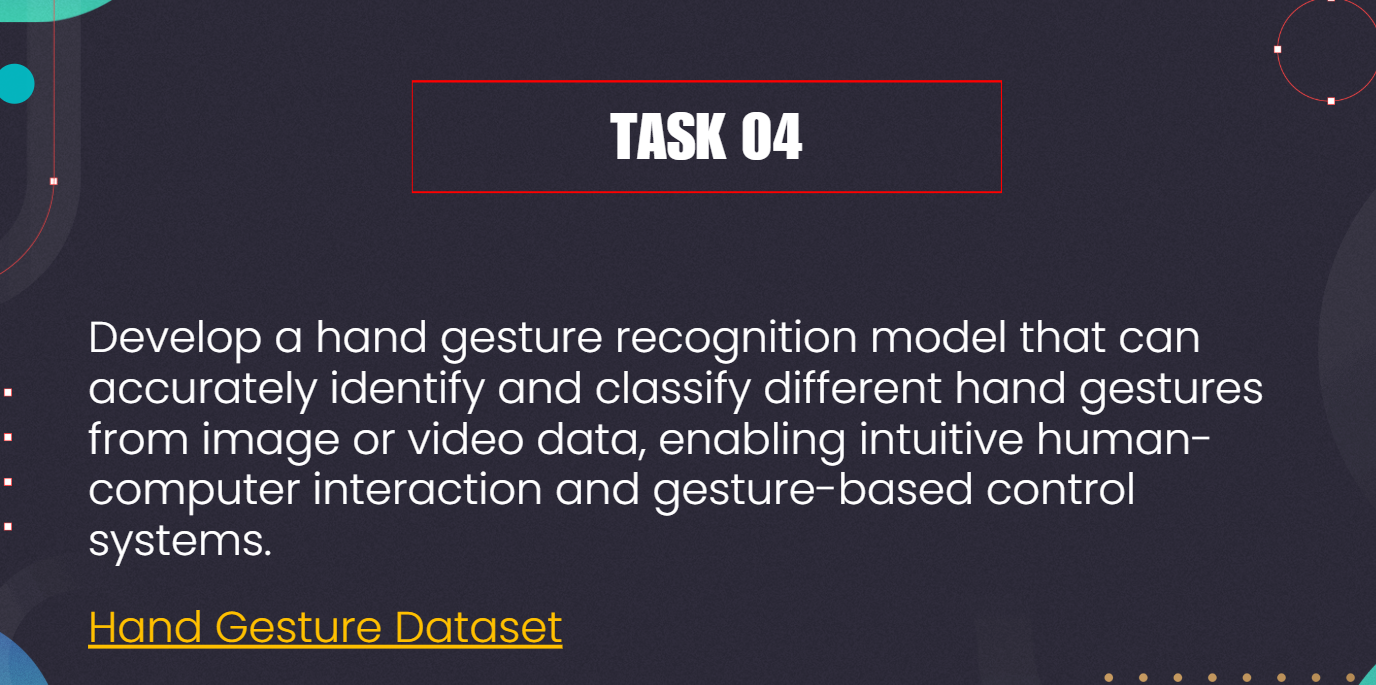 TASK 04
Develop a hand gesture recognition model that can
accurately identify and classify different hand gestures
from image or video data, enabling intuitive human-
computer interaction and gesture-based control
systems.
Hand Gesture Dataset